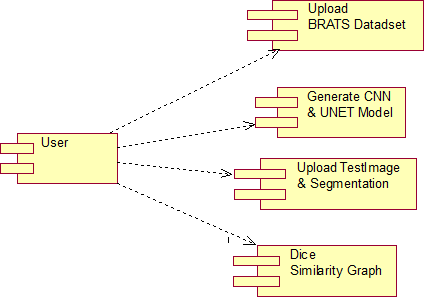 Upload
BRATS Datadset
Generate CNN
& UNET Model
User
Upload TestImage
& Segmentation
Dice
Similarity Graph